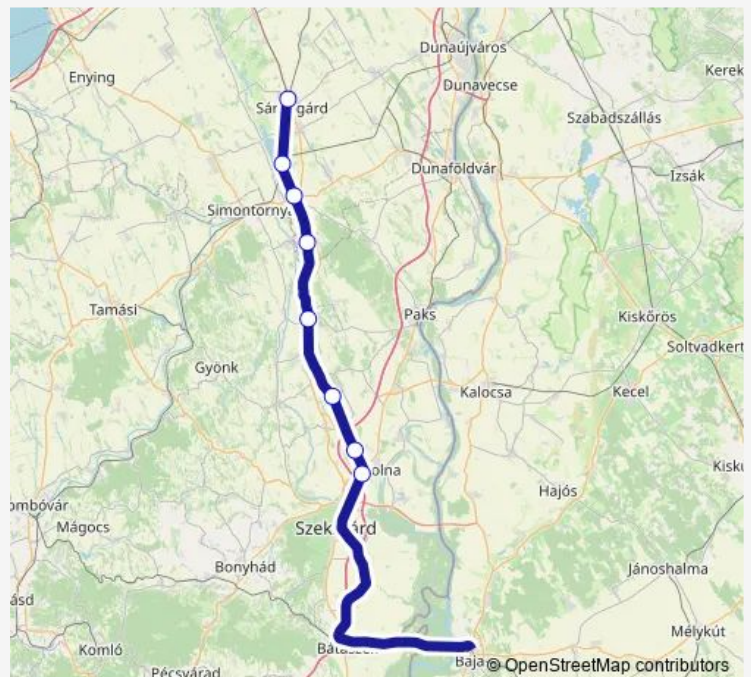 Dunaújváros
Enying
Dunavecse
Kerek
Szabadszállás
Dunaföldvár
Izsák
Tamási
Paks
Kiskőrös
Soltvadkert
Gyönk
Kalocsa
Kecel
Kisku
Hajós
Mágocs
Bonyhád
Jánoshalma
Mélykút
Komló
Baja
Pécsvárad
© OpenStreetMap contributors